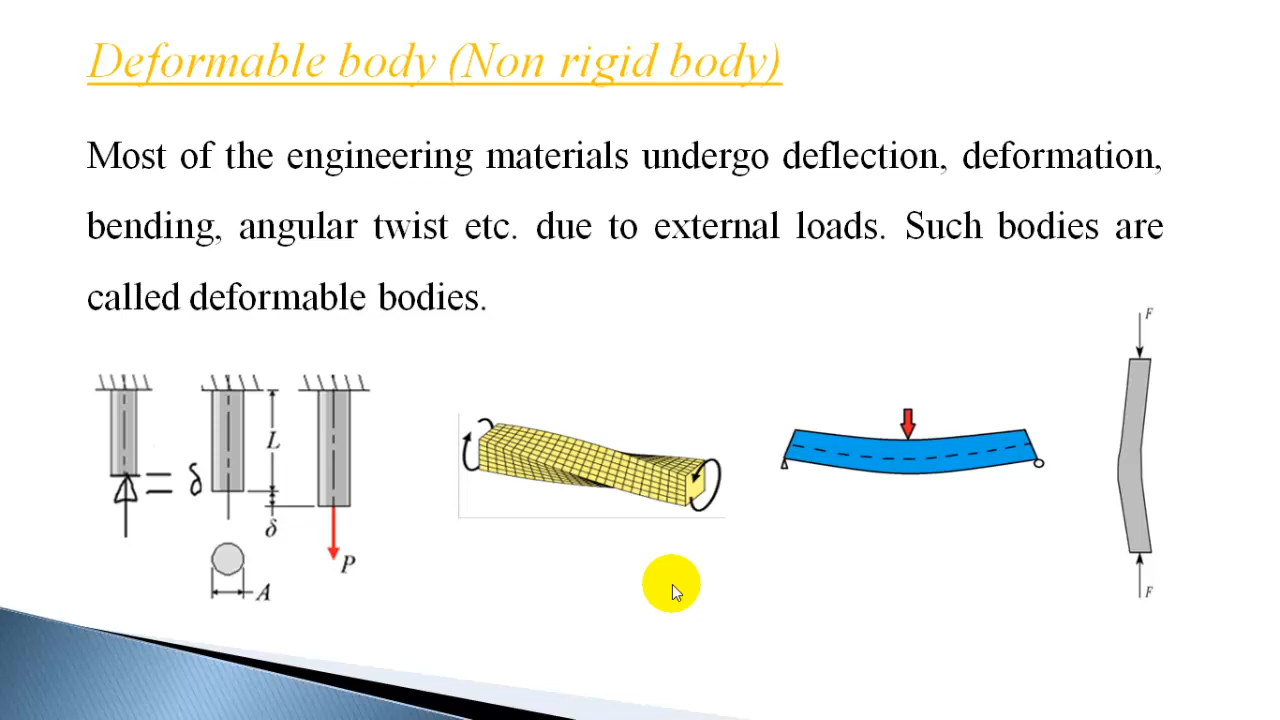 Deformable body (Non rigid body)
Most of the engineering materials undergo deflection, deformation,
bending, angular twist etc. due to external loads. Such bodies are
called deformable bodies.
F
L
= δ
δ
P
A
F